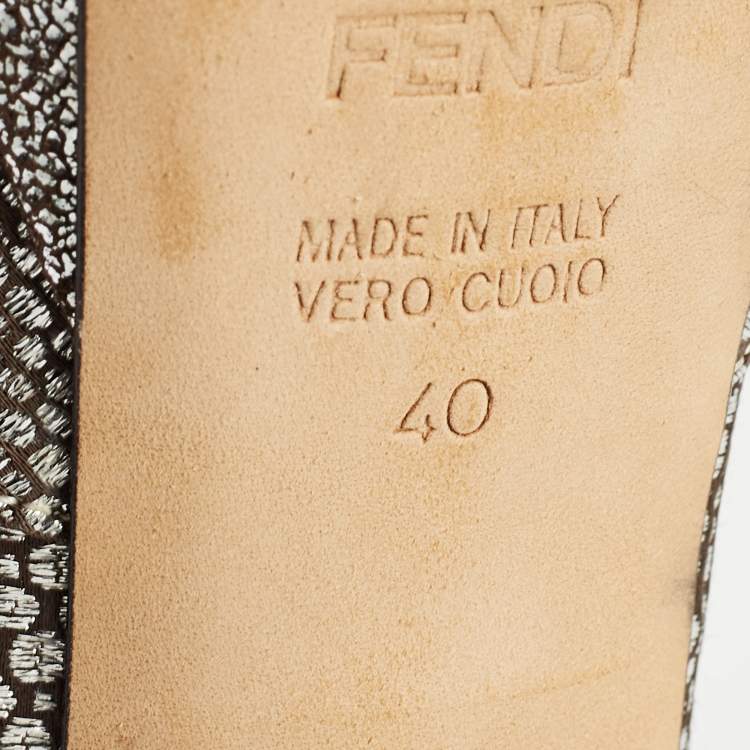 FENDI
MADE IN ITALY
VERO CUOIO
40